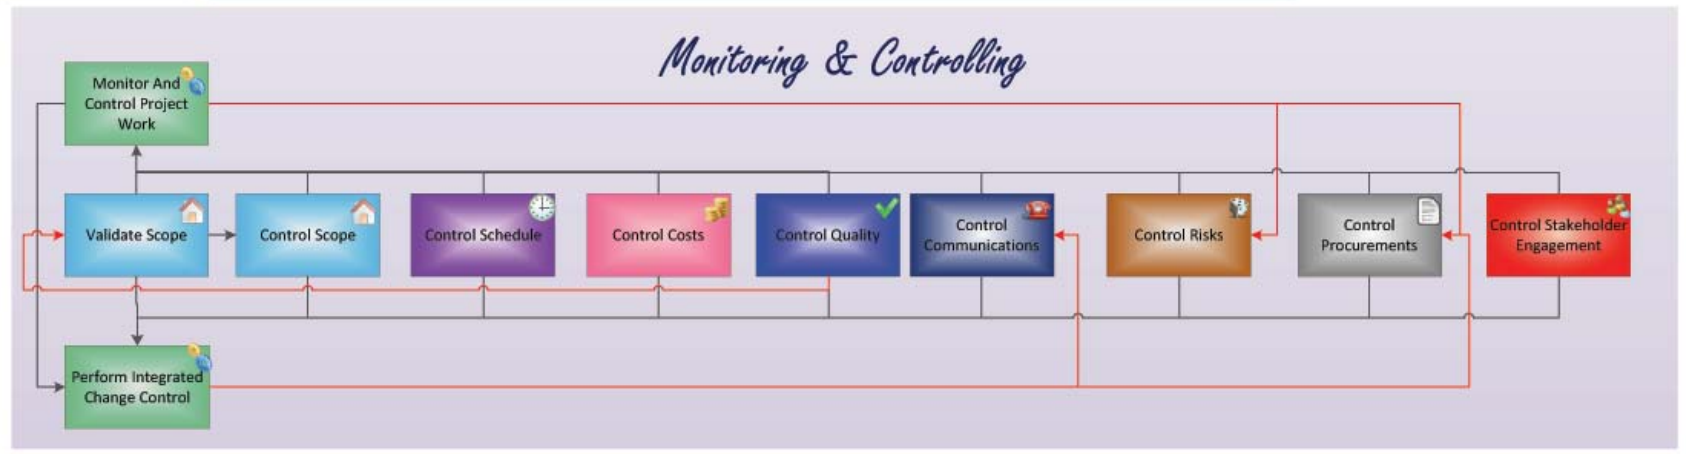 Monitoring & Controlling
Monitor And
Control Project
Work
Validate Scope
Control Scope
Control Schedule
Control Costs
Control Quality
Control
Communications
Control Risks
Control
Procurements
Control Stakeholder
Engagement
Perform Integrated
Change Control